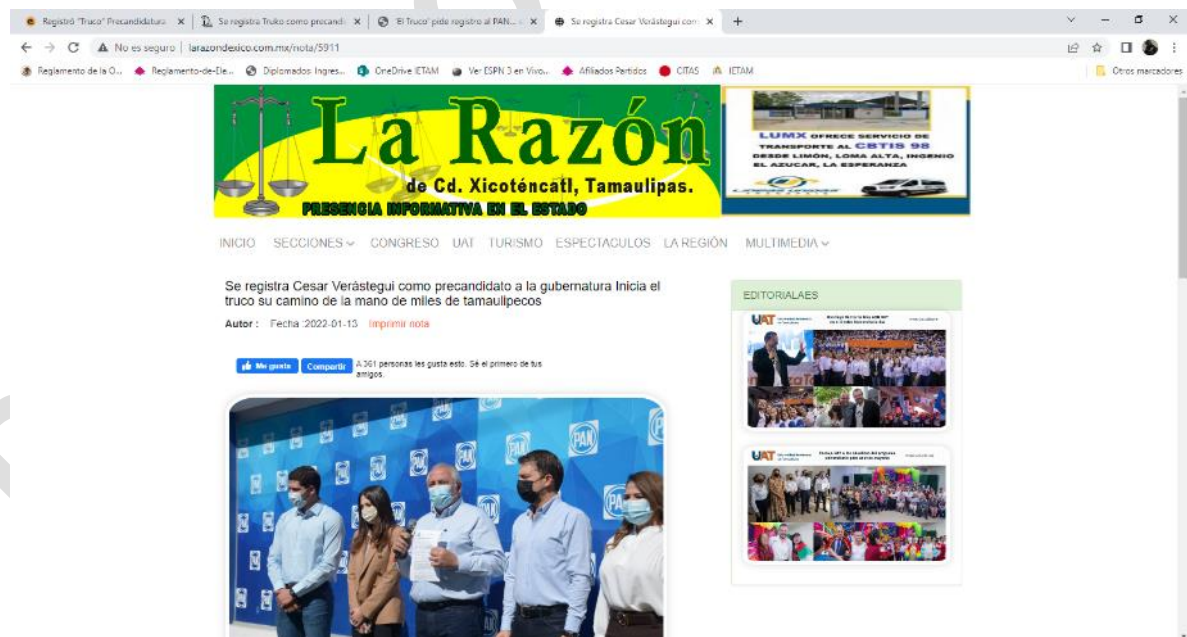 Registró "Truco" Precandidatura
Se registra Truko como precandi
'El Truco' pide registro al PAN...
Se registra Cesar Verástegui com
No es seguro
larazondexico.com.mx/nota/5911
Reglamento de la O...
Reglamento-de-Ele...
Diplomados Ingres...
OneDrive IETAM
Ver ESPN 3 en Vivo...
Afiliados Partidos
CITAS
IETAM
Otros marcadores
La Razón
de Cd. Xicoténcatl, Tamaulipas.
PRESENCIA INFORMATIVA EN EL ESTADO
LUMX OFRECE SERVICIO DE
TRANSPORTE AL CBTIS 98
DESDE LIMÓN, LOMA ALTA, INGENIO
EL AZUCAR, LA ESPERANZA
INICIO SECCIONES CONGRESO UAT TURISMO ESPECTACULOS LA REGIÓN MULTIMEDIA
Se registra Cesar Verástegui como precandidato a la gubernatura Inicia el
truco su camino de la mano de miles de tamaulipecos
Autor : Fecha :2022-01-13 Imprimir nota
Me gusta Compartir A 361 personas les gusta esto. Sé el primero de tus
amigos.
EDITORIALAES
UAT
UAT
PAN
PAN
PAN